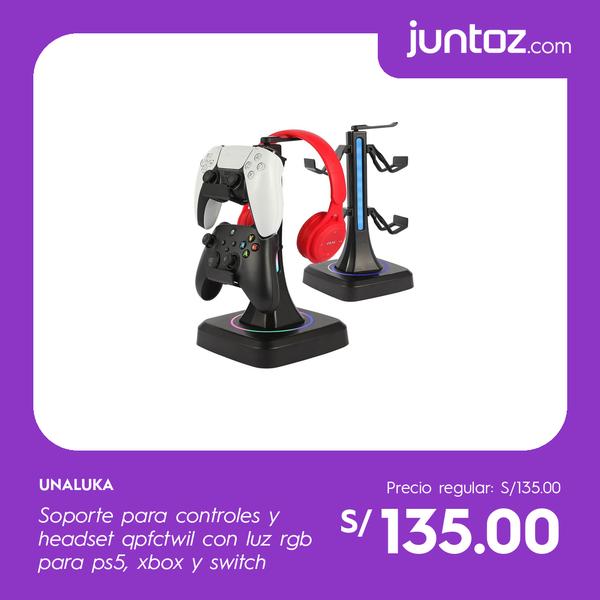 juntoz.com
UNALUKA
Soporte para controles y
headset qpfctwil con luz rgb
para ps5, xbox y switch
Precio regular: S/135.00
S/135.00